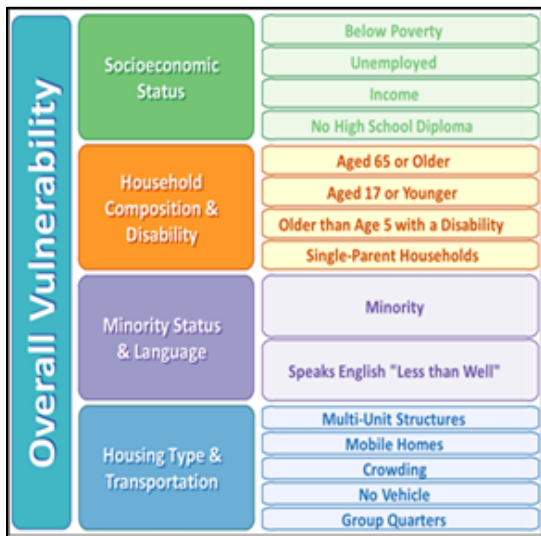 Overall Vulnerability
Socioeconomic
Status
Below Poverty
Unemployed
Income
No High School Diploma
Household
Composition &
Disability
Aged 65 or Older
Aged 17 or Younger
Older than Age 5 with a Disability
Single-Parent Households
Minority Status
& Language
Minority
Speaks English "Less than Well"
Housing Type &
Transportation
Multi-Unit Structures
Mobile Homes
Crowding
No Vehicle
Group Quarters